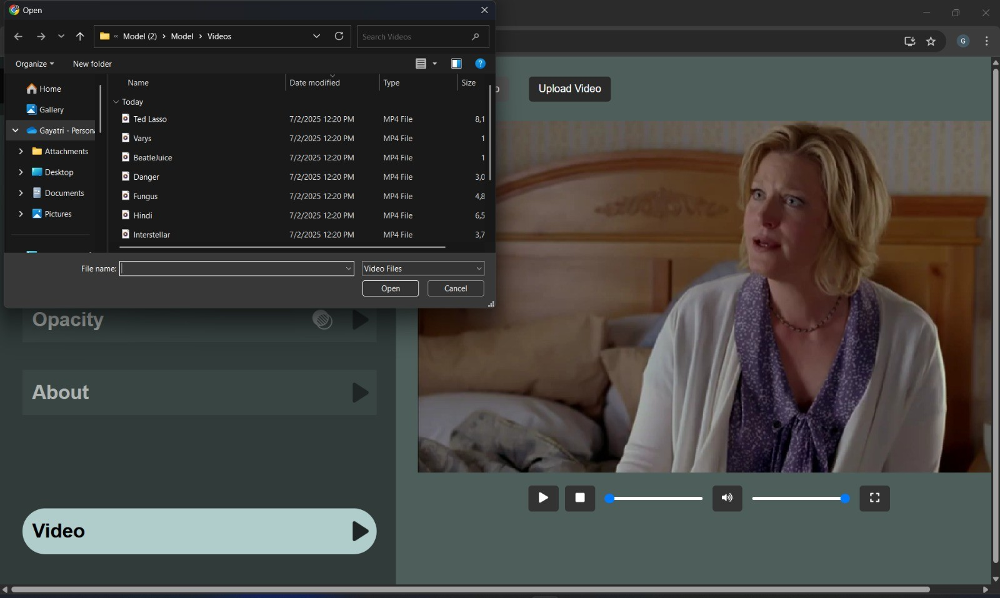 Open
« Model (2) > Model > Videos
Search Videos
G
Organize
New folder
?
Upload Video
Home
Gallery
Gayatri - Person
Attachments
Desktop
Documents
Pictures
Name Date modified Type Size
Today
Ted Lasso 7/2/2025 12:20 PM MP4 File 8,1
Varys 7/2/2025 12:20 PM MP4 File 1
BeatleJuice 7/2/2025 12:20 PM MP4 File 1
Danger 7/2/2025 12:20 PM MP4 File 3,0
Fungus 7/2/2025 12:20 PM MP4 File 4,8
Hindi 7/2/2025 12:20 PM MP4 File 6,5
Interstellar 7/2/2025 12:20 PM MP4 File 3,7
File name:
Video Files
Open
Cancel
Opacity
About
Video